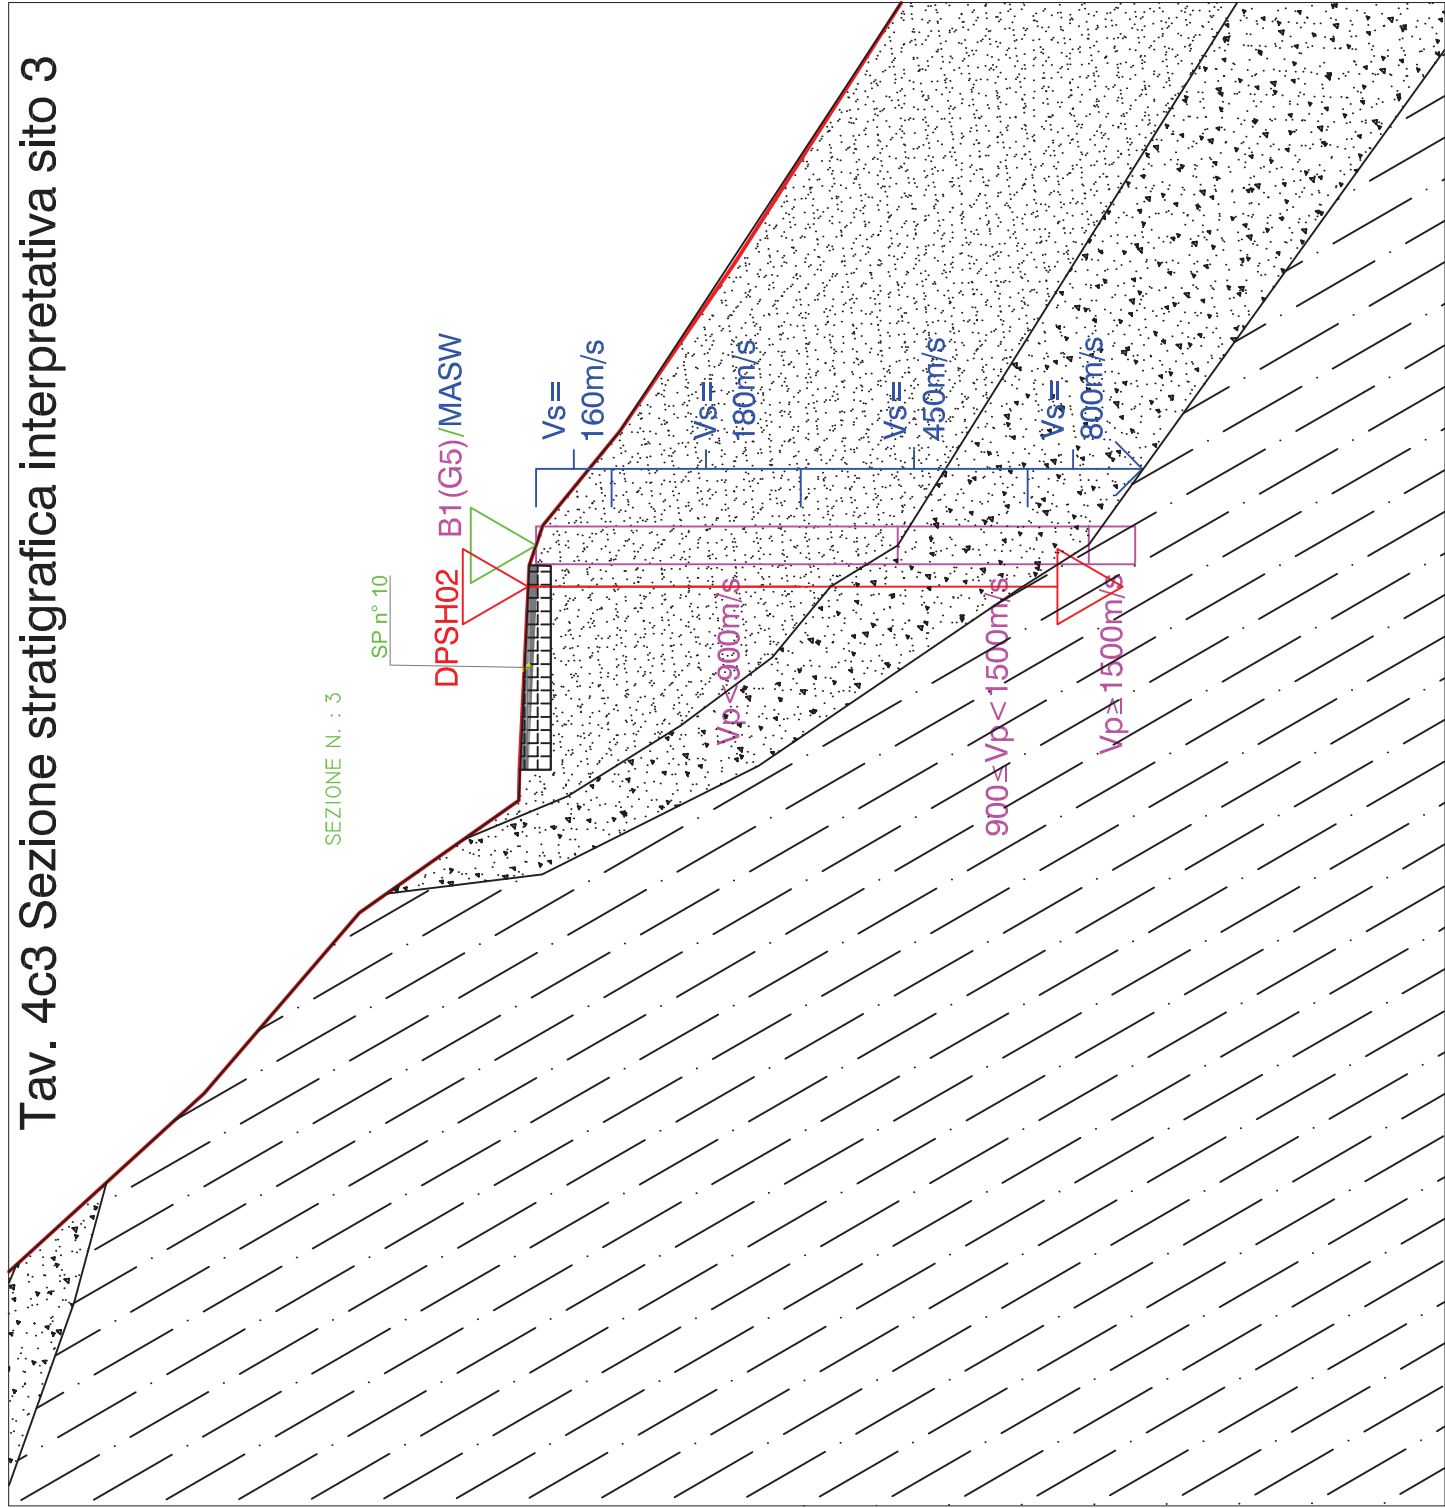 Tav. 4c3 Sezione stratigrafica interpretativa sito 3
SEZIONE N. : 3
SP n° 10
DPSH02
B1(G5)/MASW
Vs=
160m/s
Vs=
180m/s
Vs=
450m/s
Vs=
800m/s
Vp<900m/s
900≤Vp<1500m/s
Vp≥1500m/s